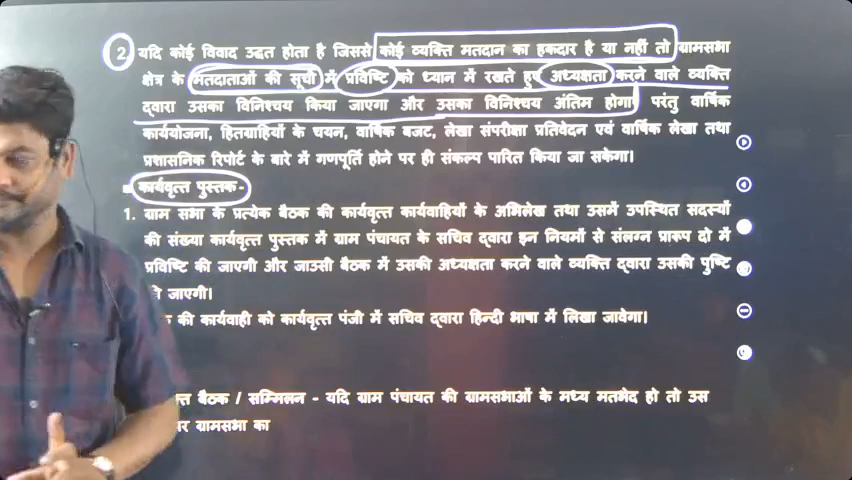 2 यदि कोई विवाद उद्धत होता है जिससे कोई व्यक्ति मतदान का हकदार है या नहीं तो ग्रामसभा
क्षेत्र के मतदाताओं की सूची में प्रविष्टि को ध्यान में रखते हुए अध्यक्षता करने वाले व्यक्ति
द्वारा उसका विनिश्चय किया जाएगा और उसका विनिश्चय अंतिम होगा परंतु वार्षिक
कार्ययोजना, हितग्राहियों के चयन, वार्षिक बजट, लेखा संपरीक्षा प्रतिवेदन एवं वार्षिक लेखा तथा
प्रशासनिक रिपोर्ट के बारे में गणपूर्ति होने पर ही संकल्प पारित किया जा सकेगा।
कार्यवृत्त पुस्तक-
1. ग्राम सभा के प्रत्येक बैठक की कार्यवृत्त कार्यवाहियों के अभिलेख तथा उसमें उपस्थित सदस्यों
की संख्या कार्यवृत्त पुस्तक में ग्राम पंचायत के सचिव द्वारा इन नियमों से संलग्न प्रारूप दो में
प्रविष्टि की जाएगी और जाउसी बैठक में उसकी अध्यक्षता करने वाले व्यक्ति द्वारा उसकी पुष्टि
जाएगी।
की कार्यवाही को कार्यवृत्त पंजी में सचिव द्वारा हिन्दी भाषा में लिखा जावेगा।
बैठक / सम्मिलन - यदि ग्राम पंचायत की ग्रामसभाओं के मध्य मतभेद हो तो उस
ग्रामसभा का